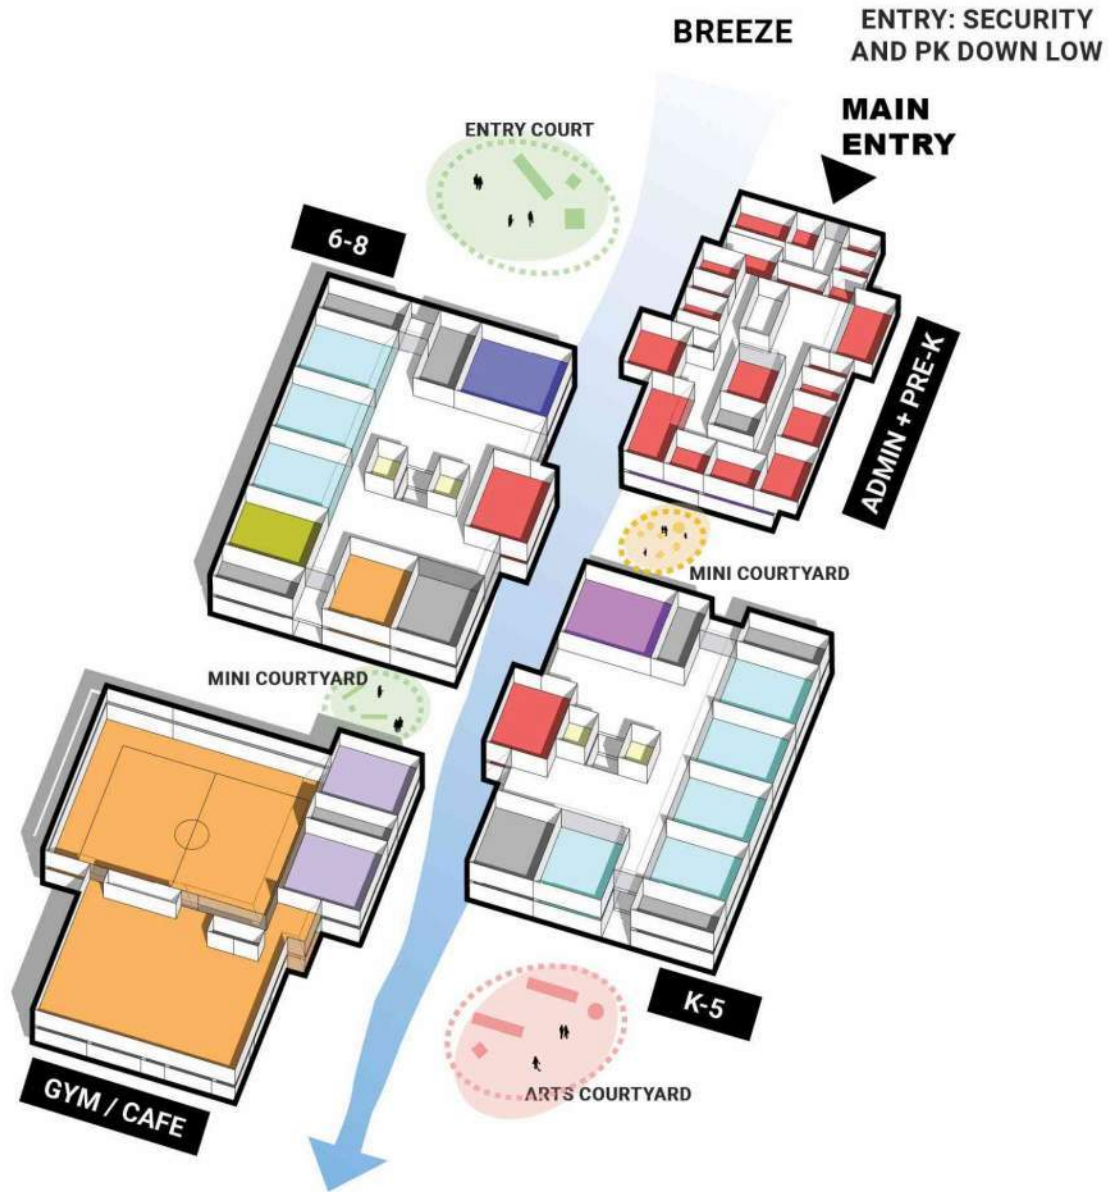 BREEZE
ENTRY: SECURITY
AND PK DOWN LOW
MAIN
ENTRY
ENTRY COURT
6-8
ADMIN + PRE-K
MINI COURTYARD
MINI COURTYARD
K-5
ARTS COURTYARD
GYM / CAFE